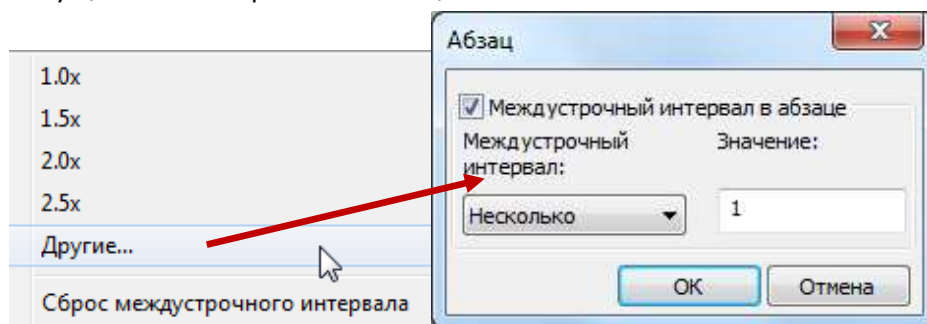 1.0x
1.5x
2.0x
2.5x
Другие...
Сброс междустрочного интервала
Абзац
Междустрочный интервал в абзаце
Междустрочный интервал:
Значение:
Несколько
1
ОК
Отмена